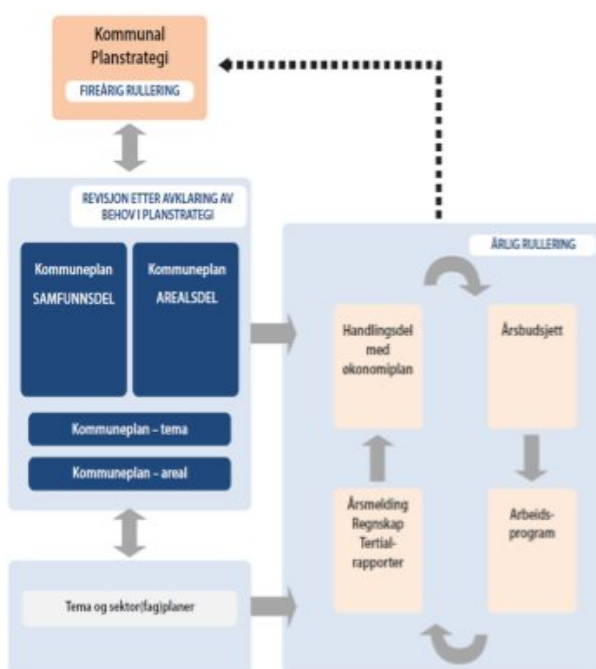 Kommunal
Planstrategi
FIREÅRIG RULLERING
REVISJON ETTER AVKLARING AV
BEHOV I PLANSTRATEGI
Kommuneplan
SAMFUNNSDEL
Kommuneplan
AREALSDEL
Kommuneplan – tema
Kommuneplan – areal
Tema og sektor(fag)planer
ÅRLIG RULLERING
Handlingsdel
med
økonomiplan
Årsbudsjett
Årsmelding
Regnskap
Tertial-
rapporter
Arbeids-
program